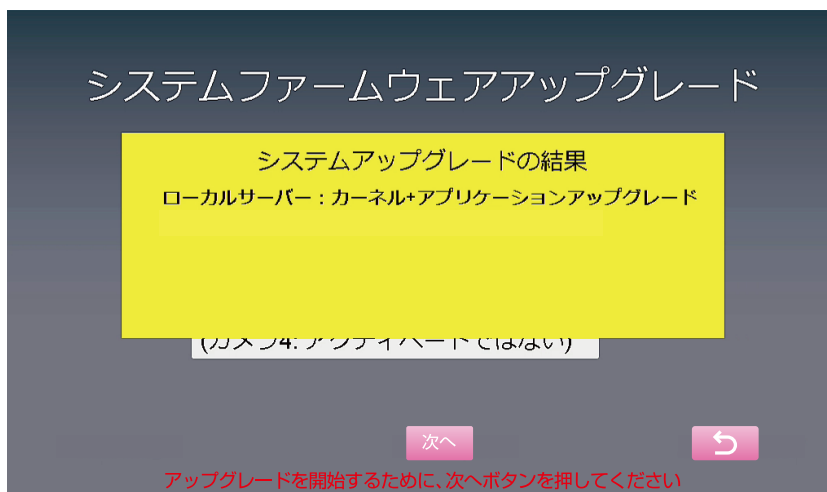 システムファームウェアアップグレード
システムアップグレードの結果
ローカルサーバー：カーネル+アプリケーションアップグレード
(カメラ4: アクティベートではない)
次へ
アップグレードを開始するために、次へボタンを押してください